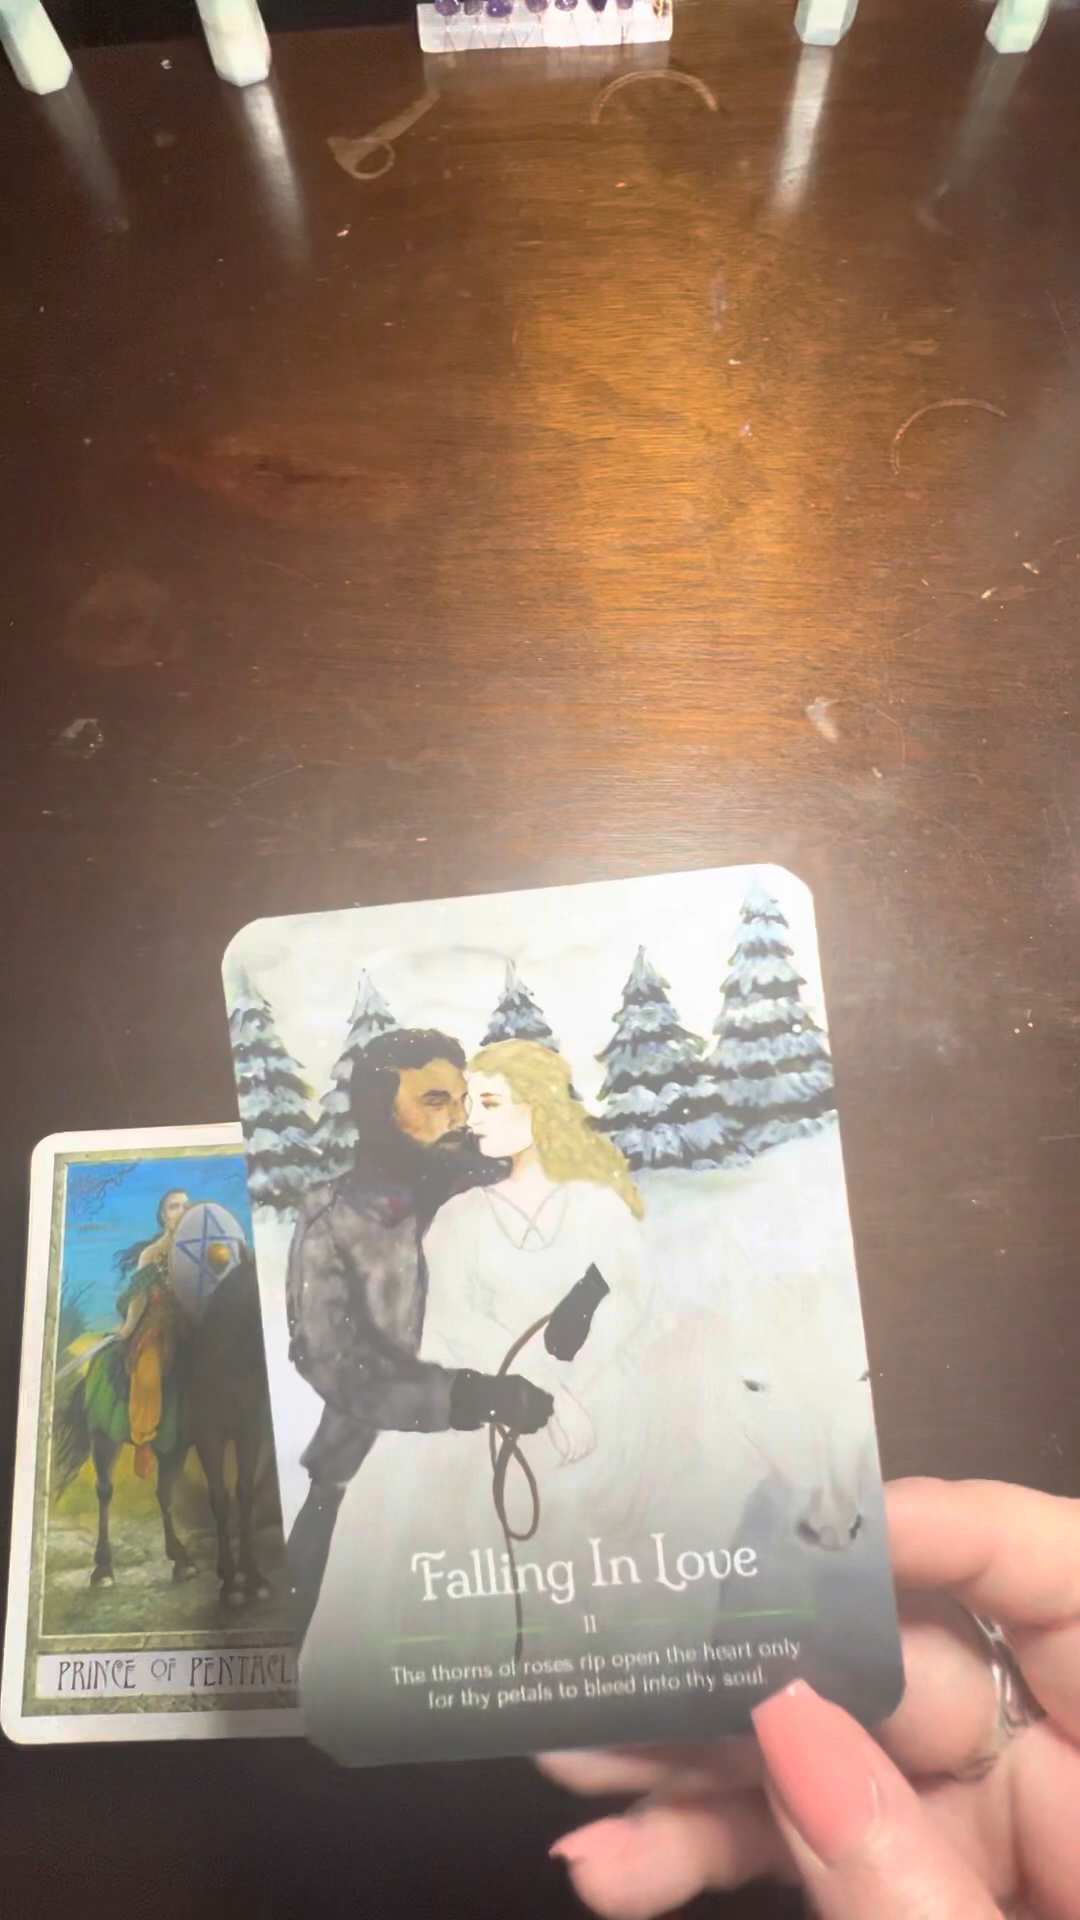 Falling In Love
II
The thorns of roses rip open the heart only
for thy petals to bleed into thy soul.
PRINCE OF PENTACL